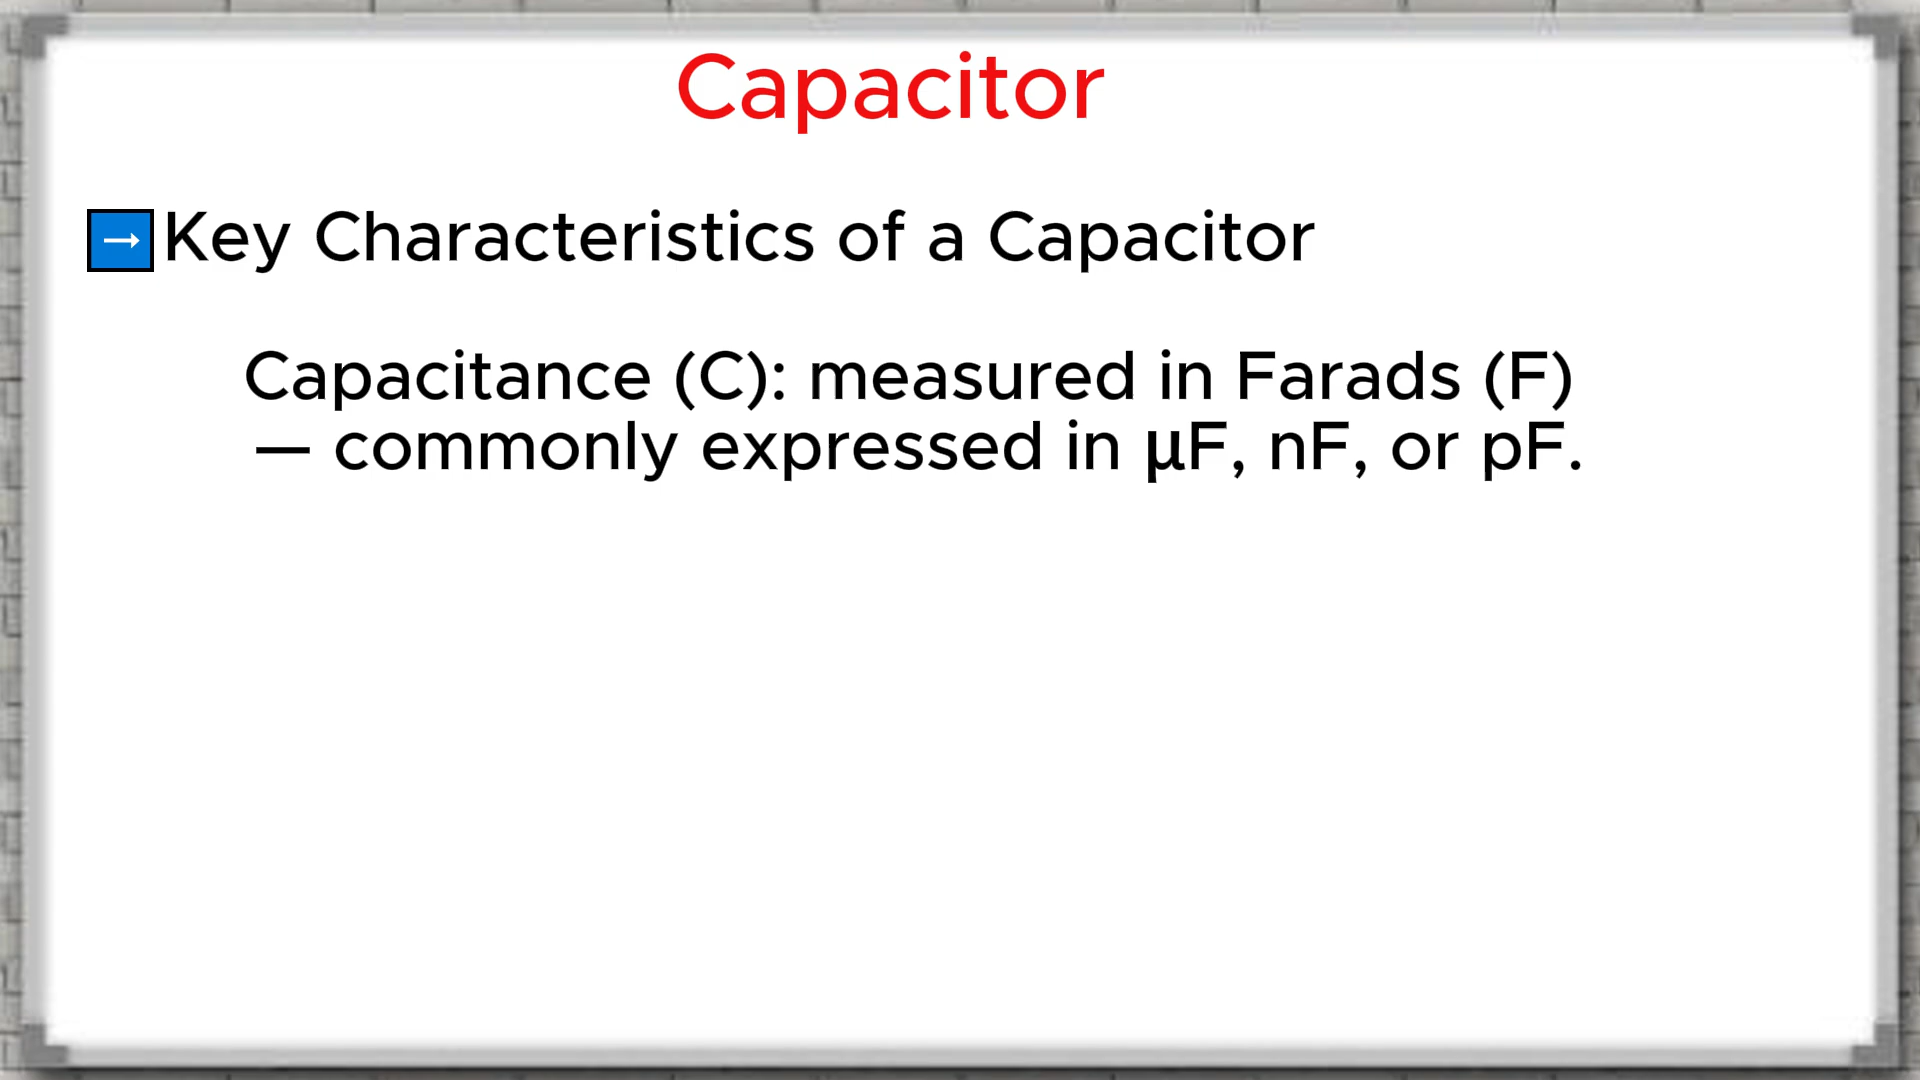 Capacitor
➡Key Characteristics of a Capacitor
Capacitance (C): measured in Farads (F)
— commonly expressed in µF, nF, or pF.